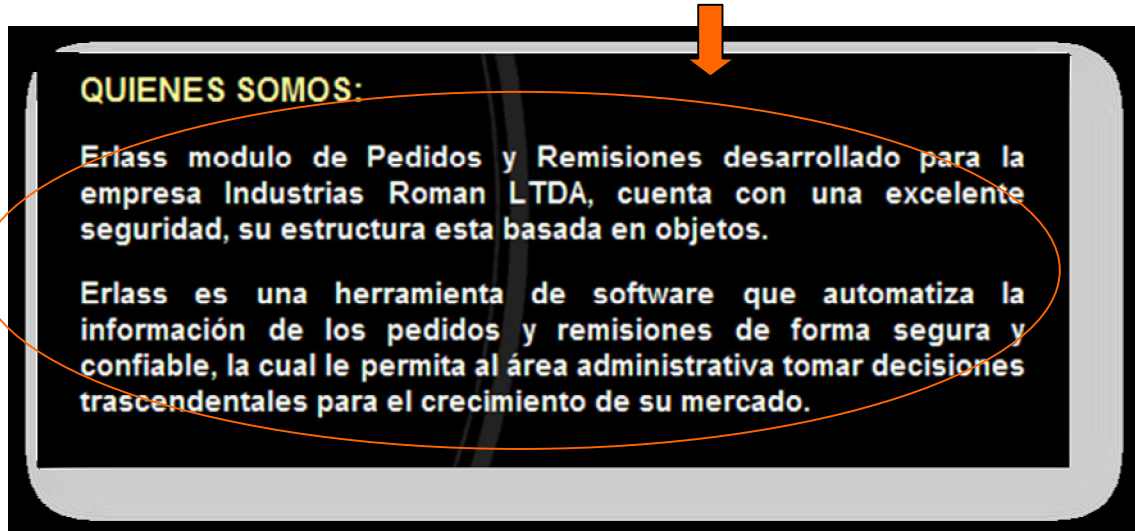 QUIENES SOMOS:
Erlass modulo de Pedidos y Remisiones desarrollado para la
empresa Industrias Roman LTDA, cuenta con una excelente
seguridad, su estructura esta basada en objetos.
Erlass es una herramienta de software que automatiza la
información de los pedidos y remisiones de forma segura y
confiable, la cual le permita al área administrativa tomar decisiones
trascendentales para el crecimiento de su mercado.